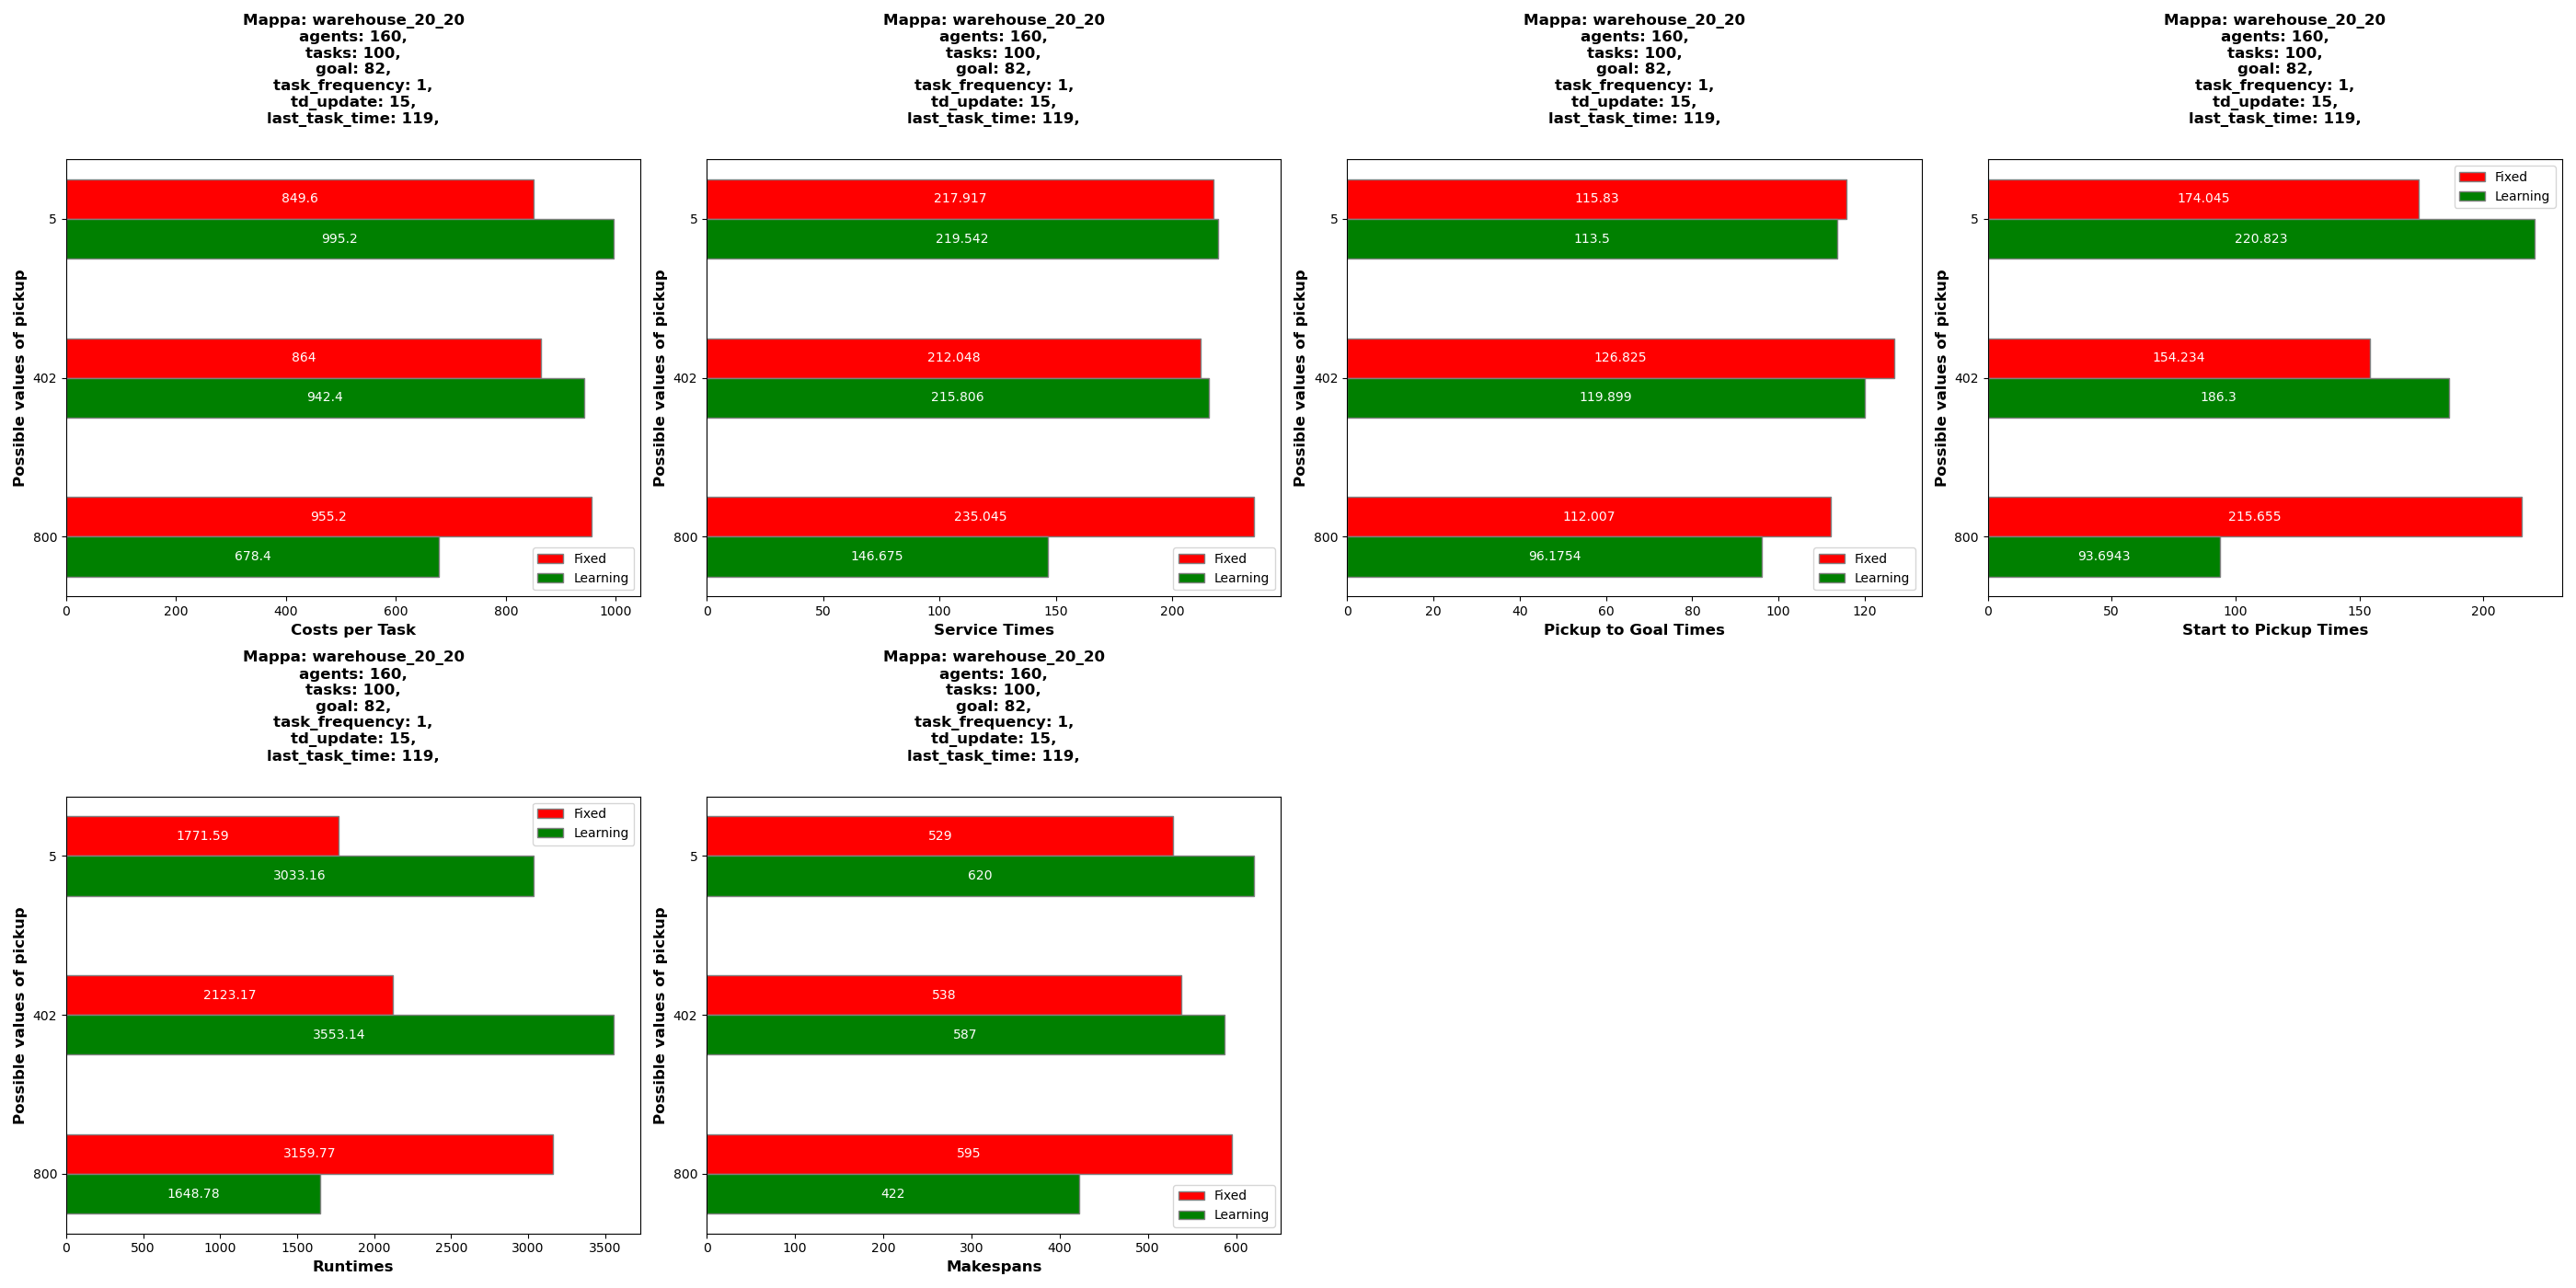 Mappa: warehouse_20_20
agents: 160,
tasks: 100,
goal: 82,
task_frequency: 1,
td_update: 15,
last_task_time: 119,
Possible values of pickup
5
402
800
849.6
995.2
864
942.4
955.2
678.4
Fixed
Learning
0 200 400 600 800 1000
Costs per Task
Mappa: warehouse_20_20
agents: 160,
tasks: 100,
goal: 82,
task_frequency: 1,
td_update: 15,
last_task_time: 119,
Possible values of pickup
5
402
800
217.917
219.542
212.048
215.806
235.045
146.675
Fixed
Learning
0 50 100 150 200
Service Times
Mappa: warehouse_20_20
agents: 160,
tasks: 100,
goal: 82,
task_frequency: 1,
td_update: 15,
last_task_time: 119,
Possible values of pickup
5
402
800
115.83
113.5
126.825
119.899
112.007
96.1754
Fixed
Learning
0 20 40 60 80 100 120
Pickup to Goal Times
Mappa: warehouse_20_20
agents: 160,
tasks: 100,
goal: 82,
task_frequency: 1,
td_update: 15,
last_task_time: 119,
Possible values of pickup
5
402
800
Fixed
Learning
174.045
220.823
154.234
186.3
215.655
93.6943
0 50 100 150 200
Start to Pickup Times
Mappa: warehouse_20_20
agents: 160,
tasks: 100,
goal: 82,
task_frequency: 1,
td_update: 15,
last_task_time: 119,
Possible values of pickup
5
402
800
Fixed
Learning
1771.59
3033.16
2123.17
3553.14
3159.77
1648.78
0 500 1000 1500 2000 2500 3000 3500
Runtimes
Mappa: warehouse_20_20
agents: 160,
tasks: 100,
goal: 82,
task_frequency: 1,
td_update: 15,
last_task_time: 119,
Possible values of pickup
5
402
800
529
620
538
587
595
422
Fixed
Learning
0 100 200 300 400 500 600
Makespans